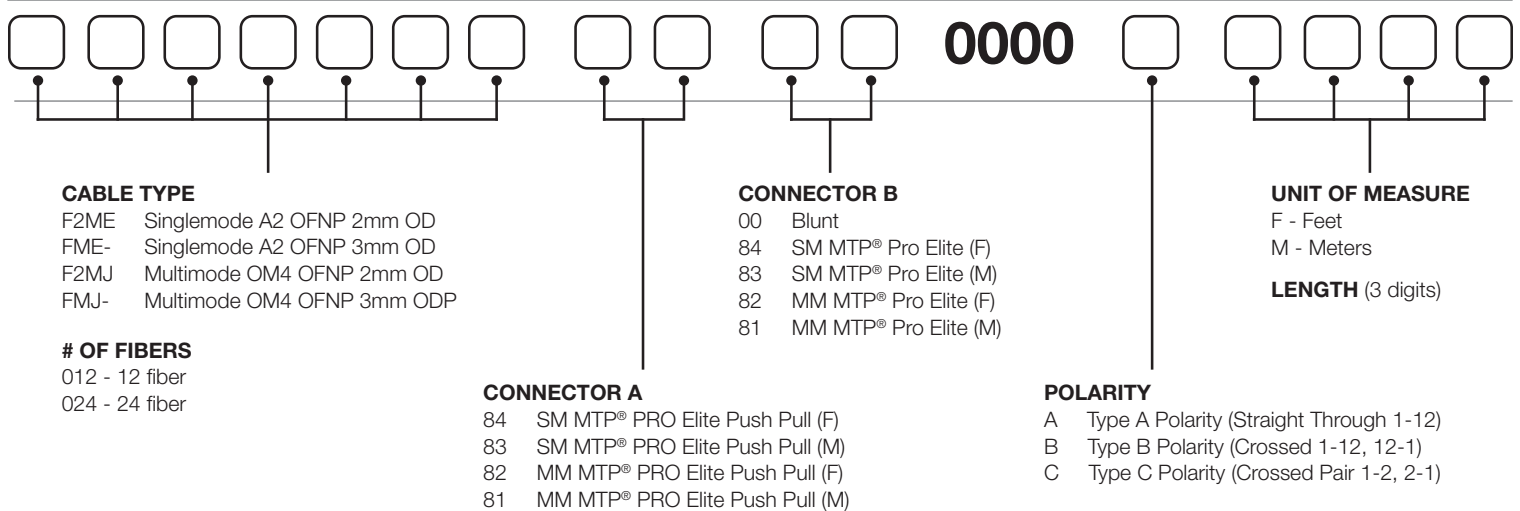 0000
CABLE TYPE
F2ME Singlemode A2 OFNP 2mm OD
FME- Singlemode A2 OFNP 3mm OD
F2MJ Multimode OM4 OFNP 2mm OD
FMJ- Multimode OM4 OFNP 3mm ODP
# OF FIBERS
012 - 12 fiber
024 - 24 fiber
CONNECTOR A
84 SM MTP® PRO Elite Push Pull (F)
83 SM MTP® PRO Elite Push Pull (M)
82 MM MTP® PRO Elite Push Pull (F)
81 MM MTP® PRO Elite Push Pull (M)
CONNECTOR B
00 Blunt
84 SM MTP® Pro Elite (F)
83 SM MTP® Pro Elite (M)
82 MM MTP® Pro Elite (F)
81 MM MTP® Pro Elite (M)
POLARITY
A Type A Polarity (Straight Through 1-12)
B Type B Polarity (Crossed 1-12, 12-1)
C Type C Polarity (Crossed Pair 1-2, 2-1)
UNIT OF MEASURE
F - Feet
M - Meters
LENGTH (3 digits)